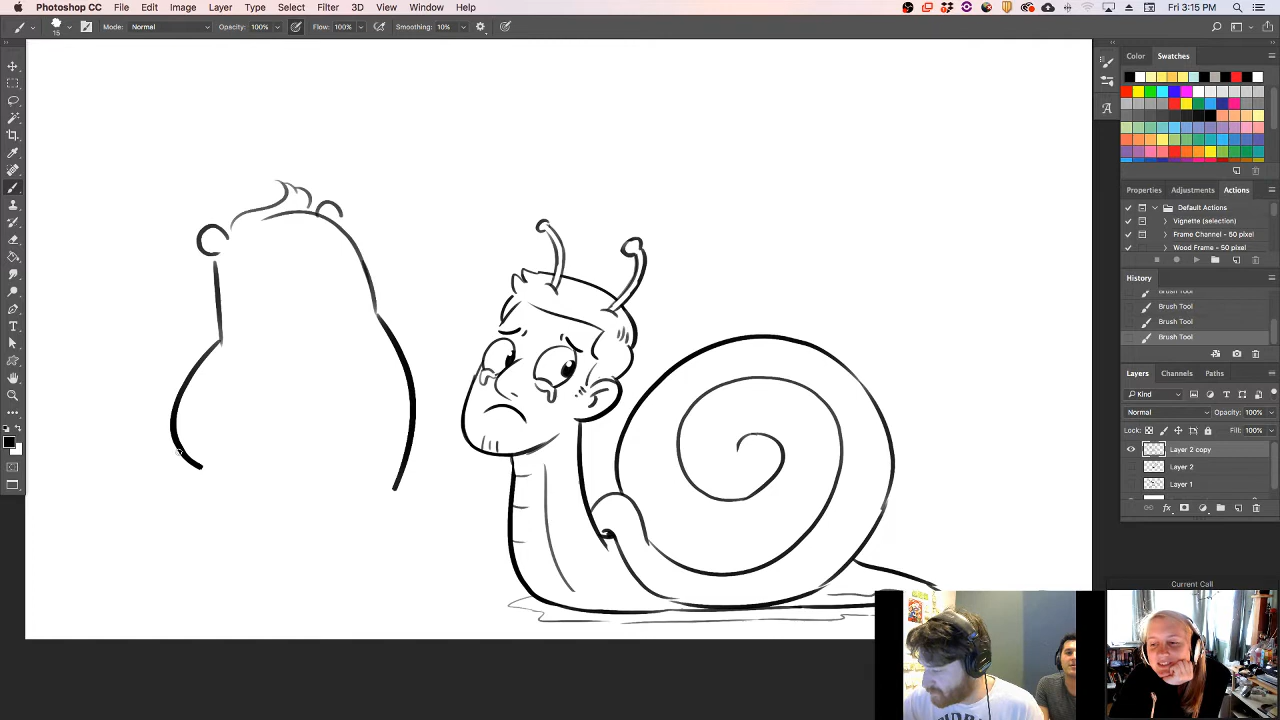 Photoshop CC File Edit Image Layer Type Select Filter 3D View Window Help Fri 3:15 PM
15 Mode: Normal Opacity: 100% Flow: 100% Smoothing: 10%
Color Swatches
Properties Adjustments Actions
Default Actions
Vignette (selection)
Frame Channel - 50 pixel
Wood Frame - 50 pixel
History
Brush Tool
Brush Tool
Brush Tool
Brush Tool
Layers Channels Paths
Kind
Normal Opacity: 100%
Lock: Fill: 100%
Layer 2 copy
Layer 2
Layer 1
Current Call